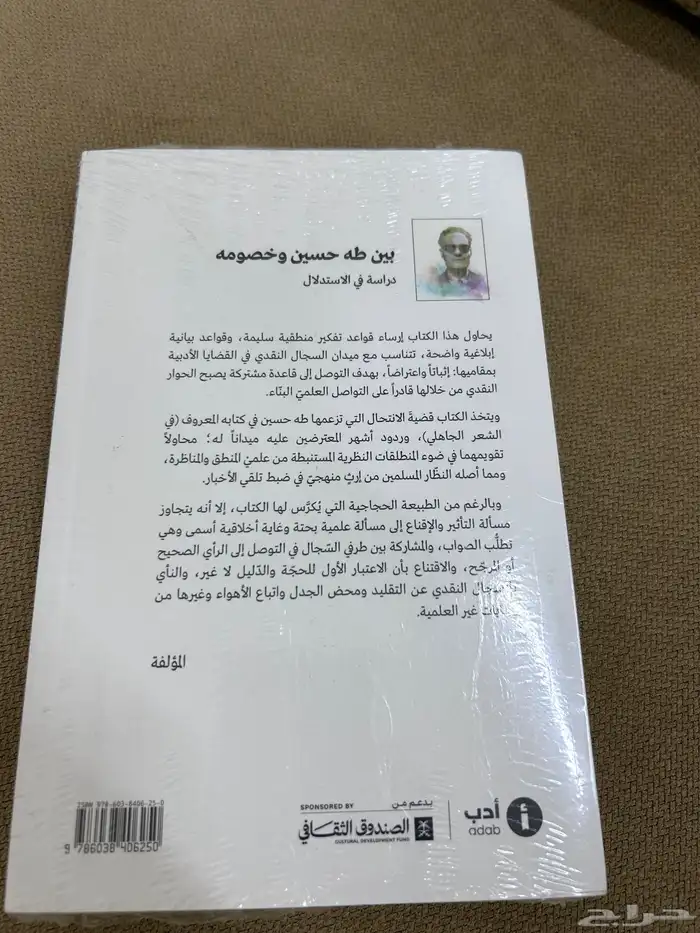 بين طه حسين وخصومه
دراسة في الاستدلال
يحاول هذا الكتاب إرساء قواعد تفكير منطقية سليمة، وقواعد بيانية
إبلاغية واضحة، تتناسب مع ميدان السجال النقدي في القضايا الأدبية
بمقاميها: إثباتاً واعتراضاً، بهدف التوصل إلى قاعدة مشتركة يصبح الحوار
النقدي من خلالها قادراً على التواصل العلميّ البنّاء.
ويتخذ الكتاب قضيةَ الانتحال التي تزعمها طه حسين في كتابه المعروف (في
الشعر الجاهلي)، وردود أشهر المعترضين عليه ميداناً له؛ محاولاً
تقويمهما في ضوء المنطلقات النظرية المستنبطة من علميْ المنطق والمناظرة،
ومما أصله النظّار المسلمين من إرثٍ منهجيّ في ضبط تلقي الأخبار.
وبالرغم من الطبيعة الحجاجية التي يُكرَّس لها الكتاب، إلا أنه يتجاوز
مسألة التأثير والإقناع إلى مسألة علمية بحتة وغاية أخلاقية أسمى وهي
تطلُّب الصواب، والمشاركة بين طرفي السّجال في التوصل إلى الرأي الصحيح
أو المرجّح، والاقتناع بأن الاعتبار الأول للحجّة والدّليل لا غير، والنأي
النقدي عن التقليد ومحض الجدل واتباع الأهواء وغيرها من
غير العلمية.
المؤلفة
ISBN 978-603-8406-25-0
9 786038 406250
SPONSORED BY بدعم من
الصندوق الثقافي
CULTURAL DEVELOPMENT FUND
أدب
adab
أ
حراج